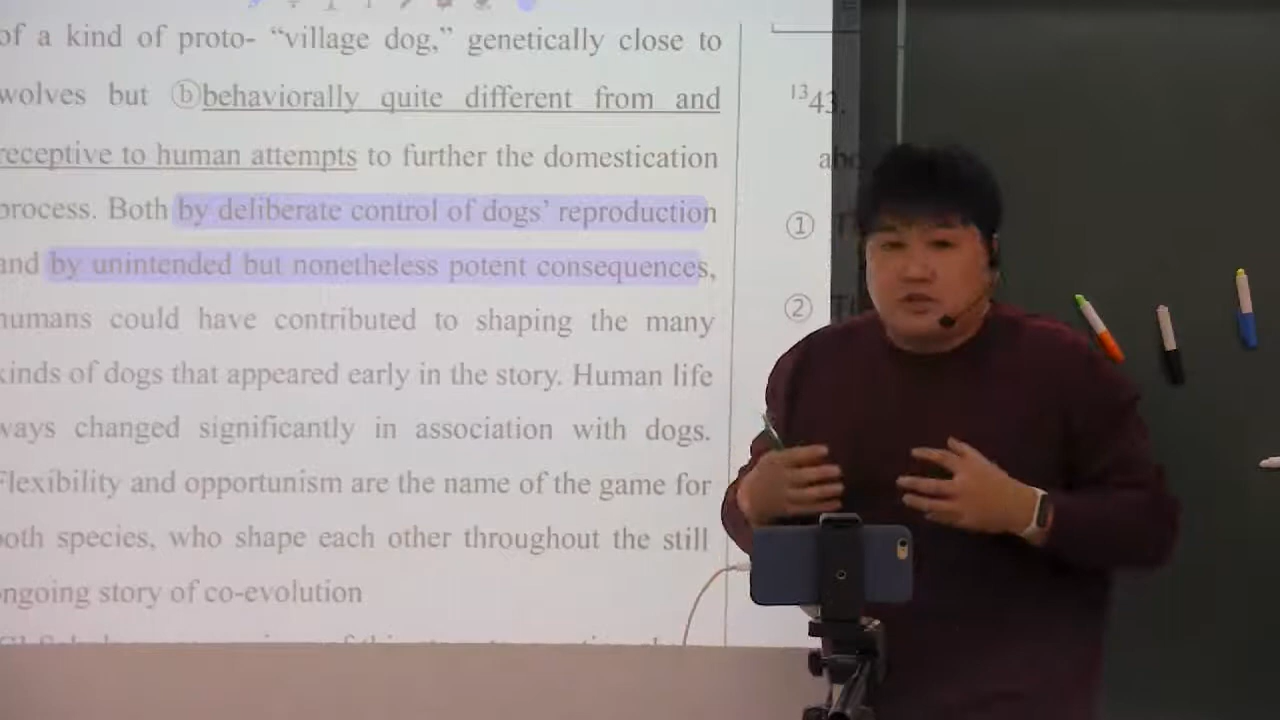 of a kind of proto- “village dog,” genetically close to
wolves but ⓑbehaviorally quite different from and
receptive to human attempts to further the domestication
process. Both by deliberate control of dogs’ reproduction
and by unintended but nonetheless potent consequences,
humans could have contributed to shaping the many
kinds of dogs that appeared early in the story. Human life
ways changed significantly in association with dogs.
Flexibility and opportunism are the name of the game for
both species, who shape each other throughout the still
ongoing story of co-evolution
1343.
①
②